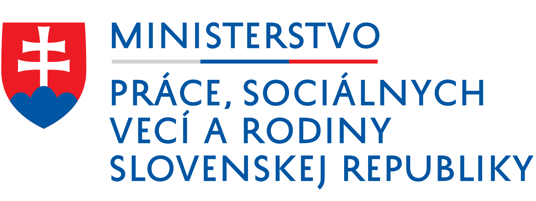 MINISTERSTVO
PRÁCE, SOCIÁLNYCH
VECÍ A RODINY
SLOVENSKEJ REPUBLIKY